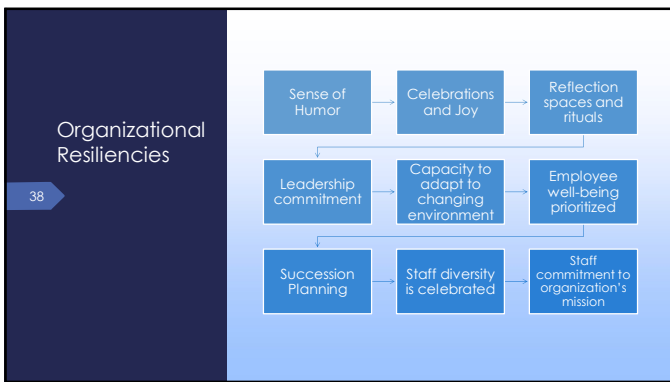 Organizational
Resiliencies
38
Sense of
Humor
Celebrations
and Joy
Reflection
spaces and
rituals
Leadership
commitment
Capacity to
adapt to
changing
environment
Employee
well-being
prioritized
Succession
Planning
Staff diversity
is celebrated
Staff
commitment to
organization’s
mission